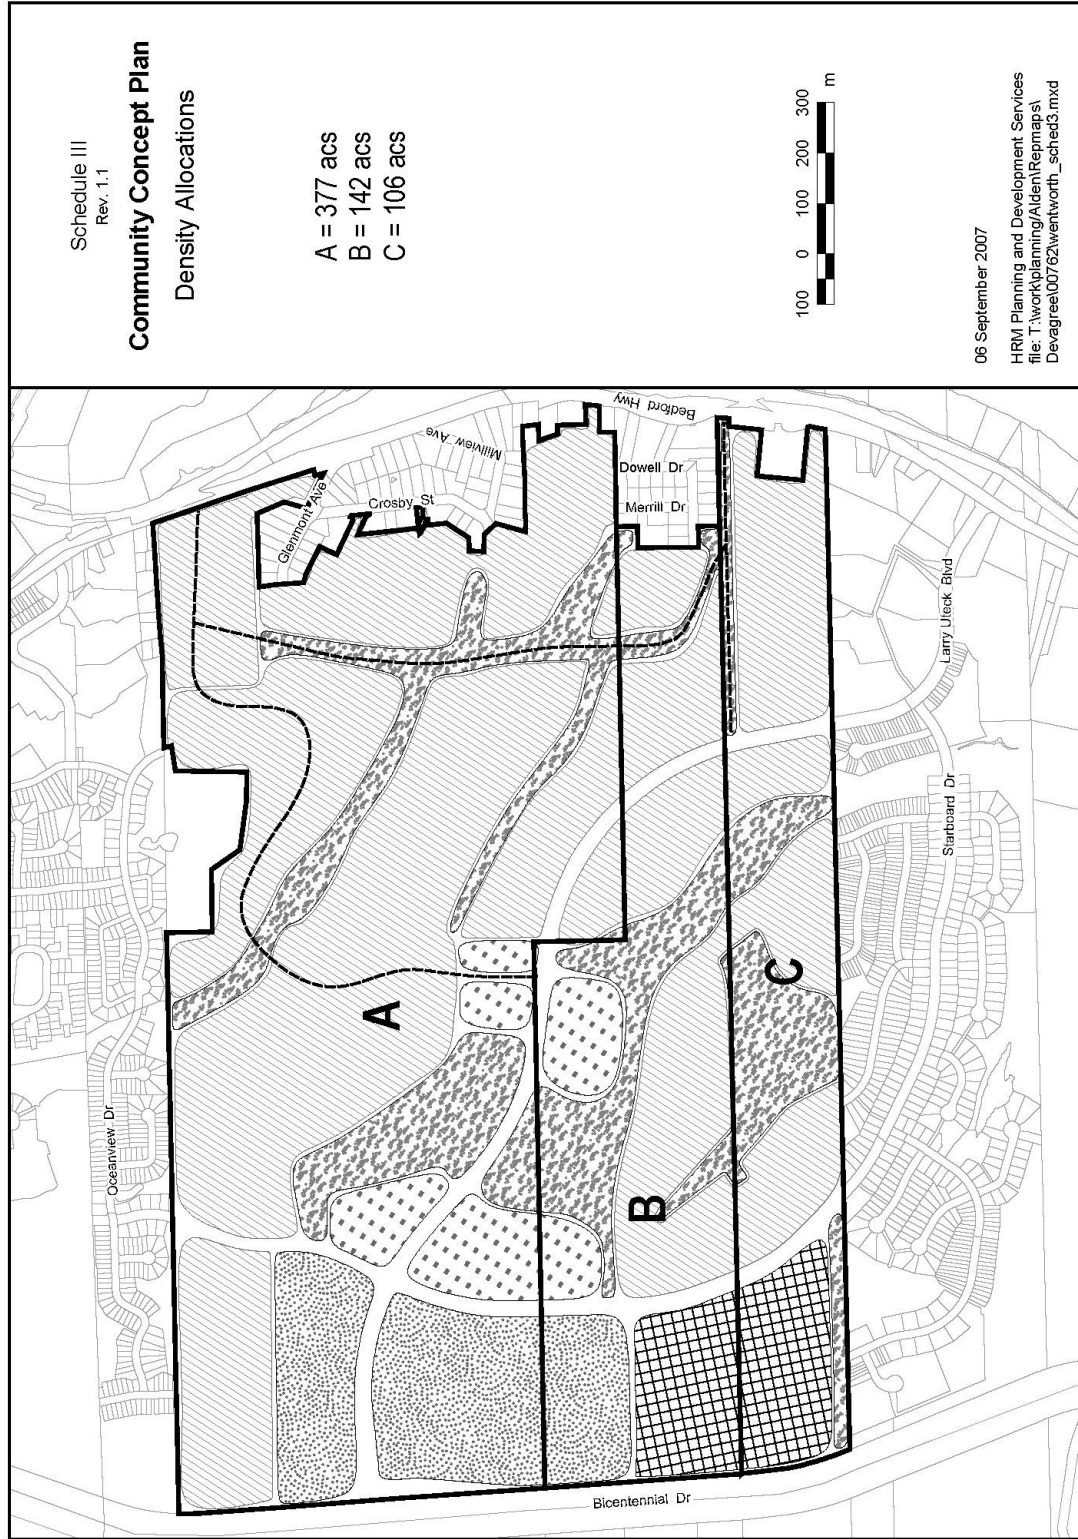 Schedule III
Rev. 1.1
Community Concept Plan
Density Allocations
A = 377 acs
B = 142 acs
C = 106 acs
100 0 100 200 300
m
06 September 2007
HRM Planning and Development Services
file: T:\work\planning\Alden\Repmaps\
Devagree\00762\wentworth_sched3.mxd
Bedford Hwy
Millview Ave
Dowell Dr
Merrill Dr
Crosby St
Glenmont Ave
Larry Uteck Blvd
Starboard Dr
Oceanview Dr
Bicentennial Dr
A
B
C